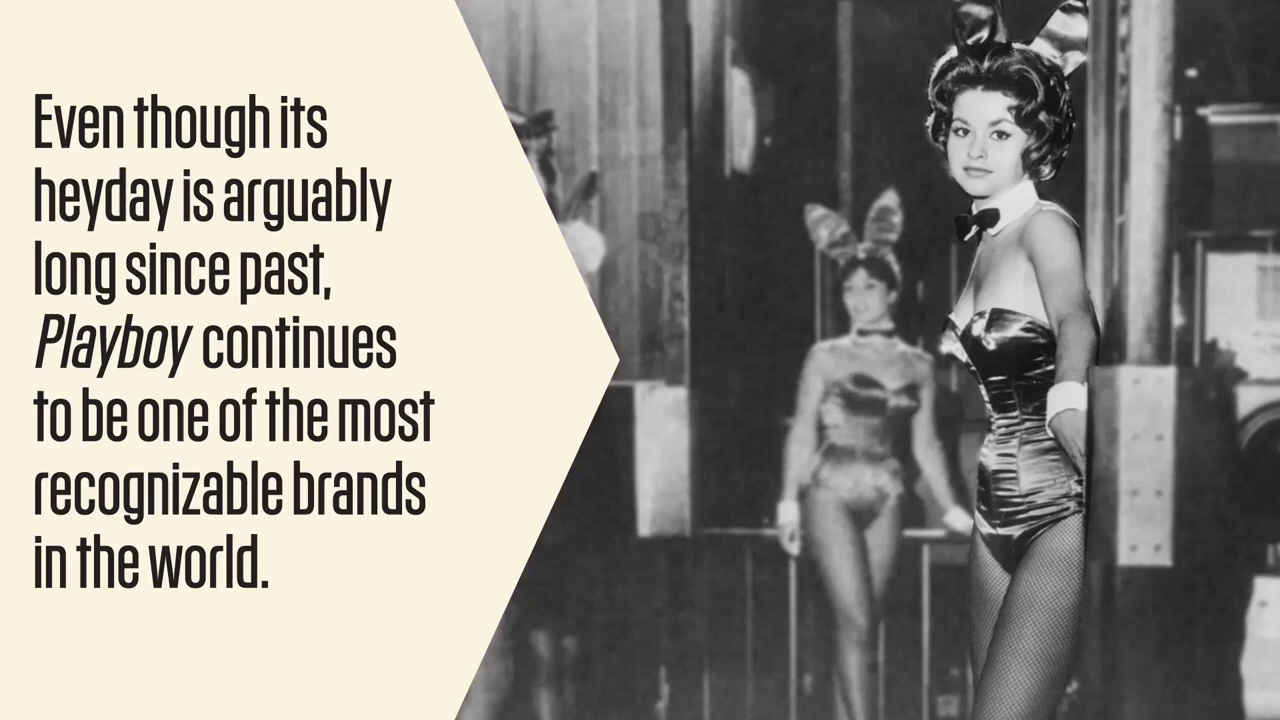 Even though its
heyday is arguably
long since past,
Playboy continues
to be one of the most
recognizable brands
in the world.